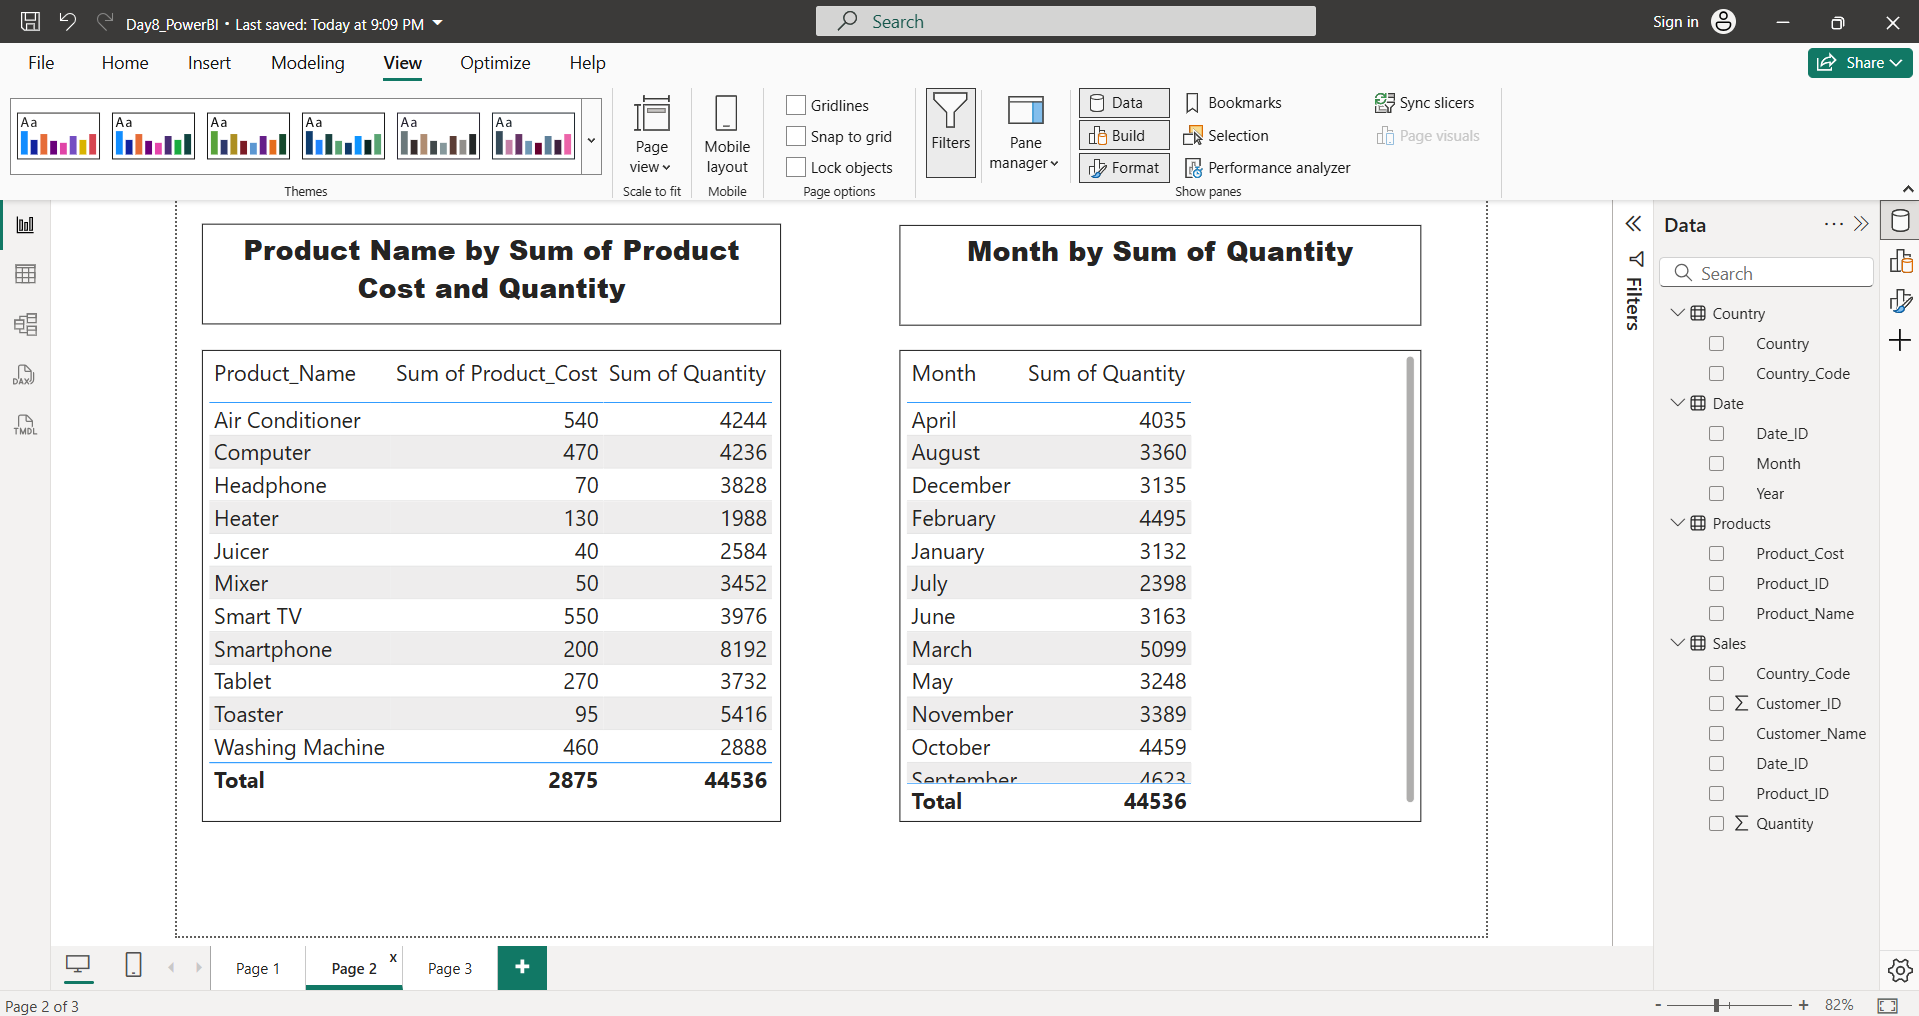 Day8_PowerBI • Last saved: Today at 9:09 PM
Search
Sign in
File Home Insert Modeling View Optimize Help
Share
Aa Aa Aa Aa Aa Aa
Themes
Page view
Scale to fit
Mobile layout
Mobile
Gridlines
Snap to grid
Lock objects
Page options
Filters
Pane manager
Data
Build
Format
Bookmarks
Selection
Performance analyzer
Show panes
Sync slicers
Page visuals
DAX
TMDL
Product Name by Sum of Product
Cost and Quantity
Product_Name Sum of Product_Cost Sum of Quantity
Air Conditioner 540 4244
Computer 470 4236
Headphone 70 3828
Heater 130 1988
Juicer 40 2584
Mixer 50 3452
Smart TV 550 3976
Smartphone 200 8192
Tablet 270 3732
Toaster 95 5416
Washing Machine 460 2888
Total 2875 44536
Month by Sum of Quantity
Month Sum of Quantity
April 4035
August 3360
December 3135
February 4495
January 3132
July 2398
June 3163
March 5099
May 3248
November 3389
October 4459
September 4623
Total 44536
Filters
Data
Search
Country
Country
Country_Code
Date
Date_ID
Month
Year
Products
Product_Cost
Product_ID
Product_Name
Sales
Country_Code
Customer_ID
Customer_Name
Date_ID
Product_ID
Quantity
Page 1 Page 2 x Page 3 +
Page 2 of 3
- + 82%